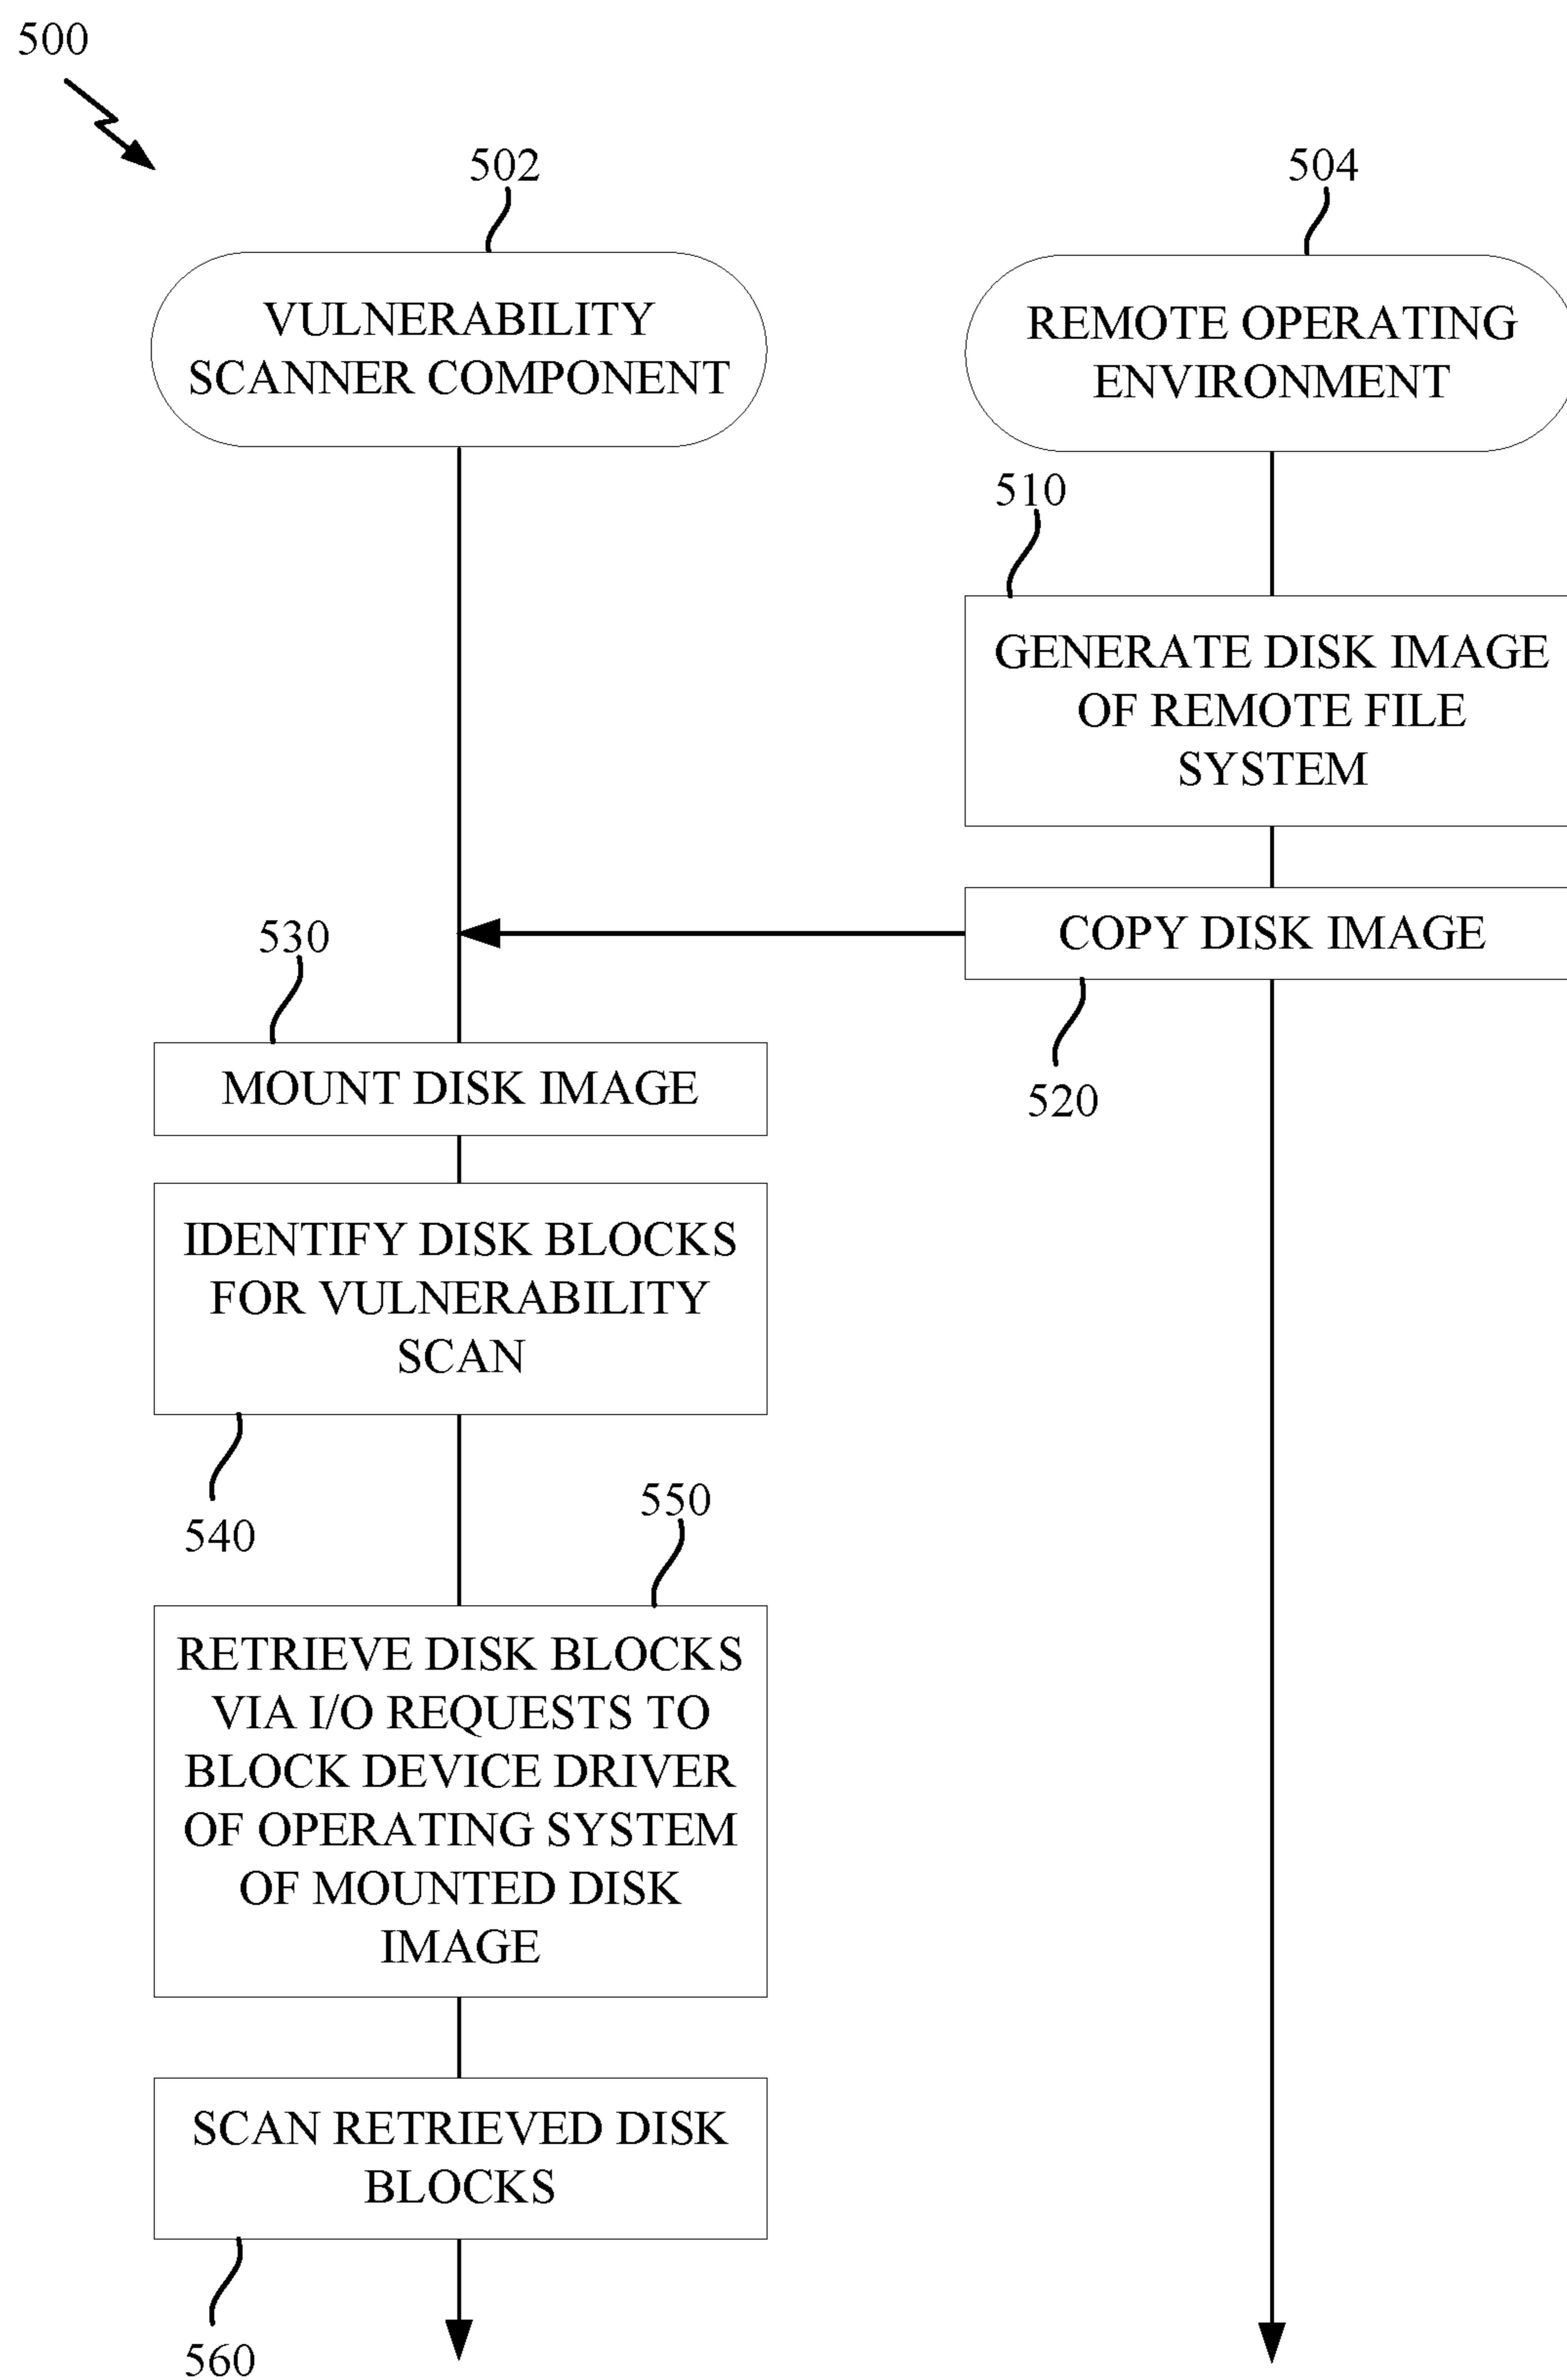 500
502
504
VULNERABILITY
SCANNER COMPONENT
REMOTE OPERATING
ENVIRONMENT
510
GENERATE DISK IMAGE
OF REMOTE FILE
SYSTEM
530
COPY DISK IMAGE
520
MOUNT DISK IMAGE
IDENTIFY DISK BLOCKS
FOR VULNERABILITY
SCAN
540
550
RETRIEVE DISK BLOCKS
VIA I/O REQUESTS TO
BLOCK DEVICE DRIVER
OF OPERATING SYSTEM
OF MOUNTED DISK
IMAGE
SCAN RETRIEVED DISK
BLOCKS
560